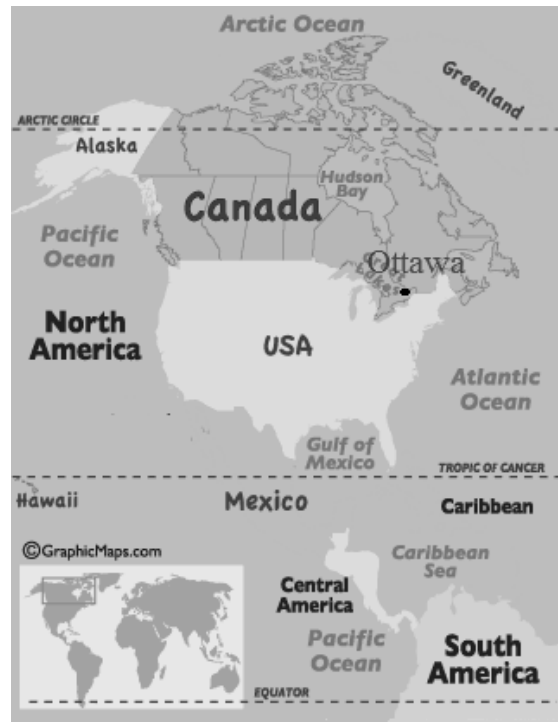 Arctic Ocean
Greenland
ARCTIC CIRCLE
Alaska
Hudson
Bay
Canada
Pacific
Ocean
Ottawa
Lakes
North
America
USA
Atlantic
Ocean
Gulf of
Mexico
TROPIC OF CANCER
Hawaii
Mexico
Caribbean
©GraphicMaps.com
Caribbean
Sea
Central
America
Pacific
Ocean
South
America
EQUATOR